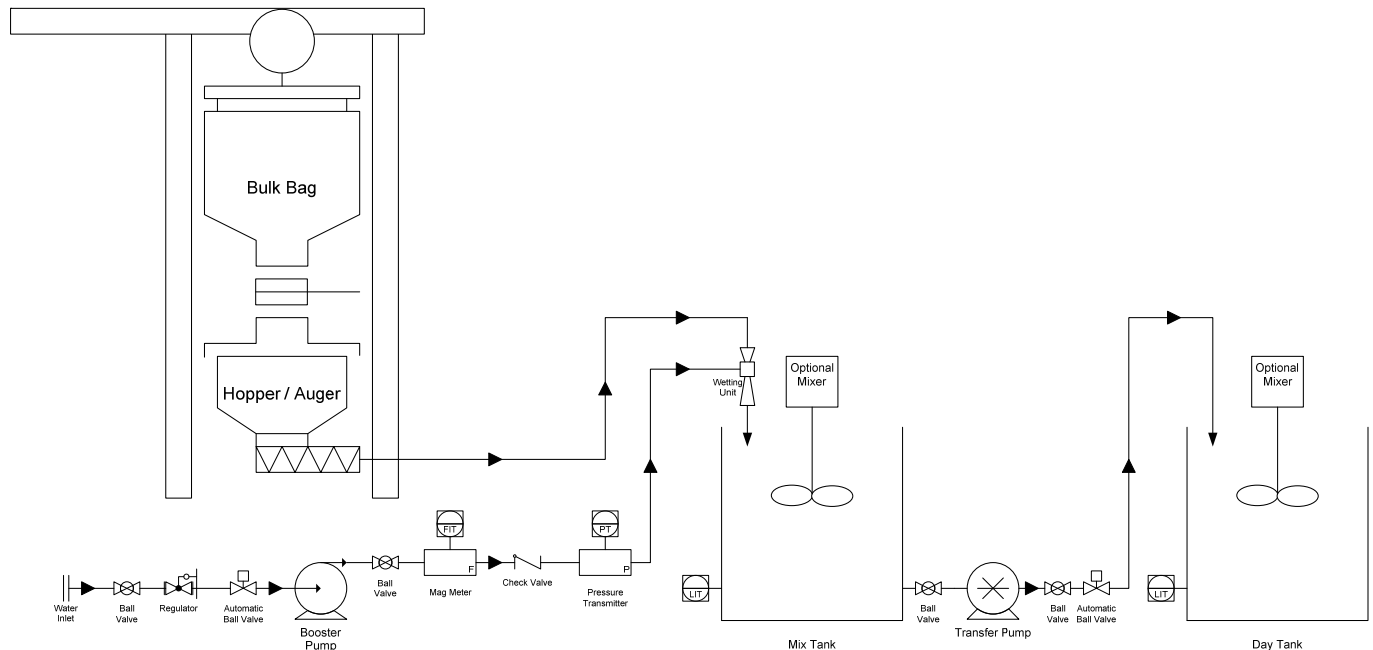 Bulk Bag
Hopper / Auger
Wetting
Unit
Optional
Mixer
Optional
Mixer
FIT
F
PT
P
LIT
LIT
Water
Inlet
Ball
Valve
Regulator
Automatic
Ball Valve
Booster
Pump
Ball
Valve
Mag Meter
Check Valve
Pressure
Transmitter
Mix Tank
Ball
Valve
Transfer Pump
Ball
Valve
Automatic
Ball Valve
Day Tank